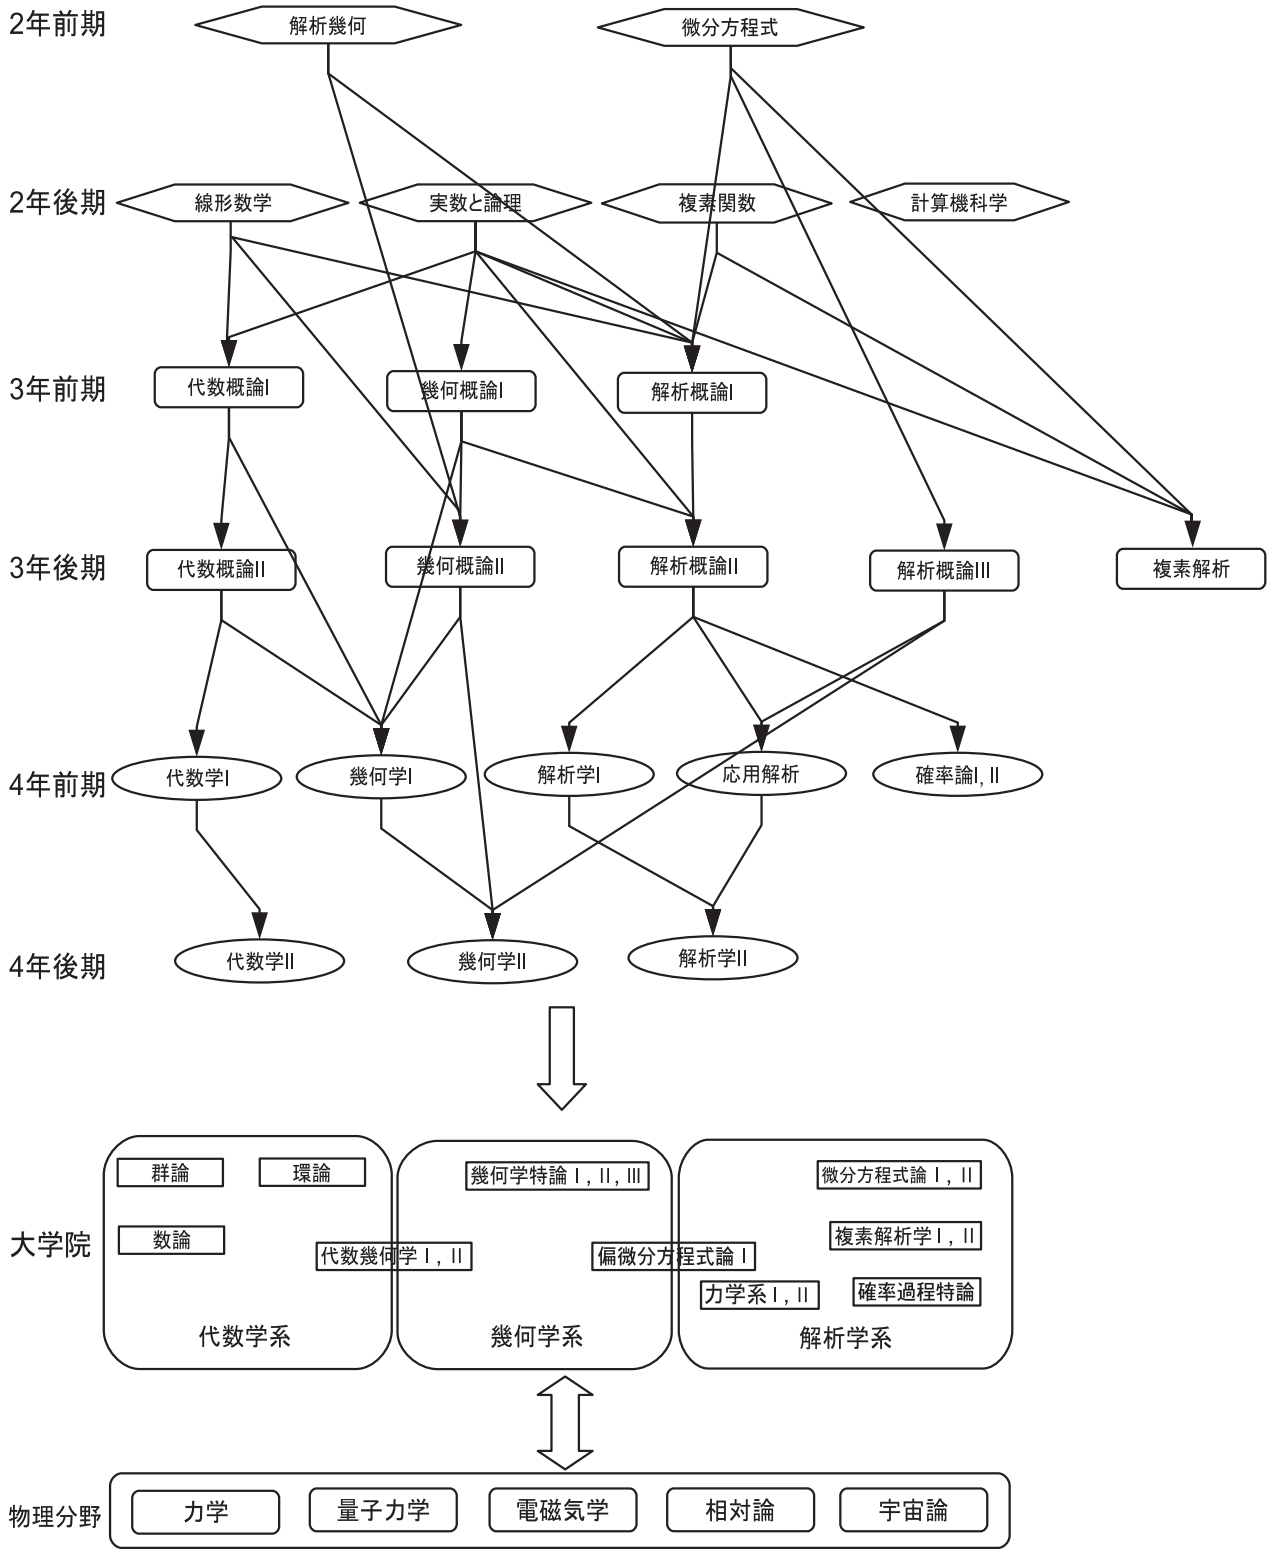 2年前期
解析幾何
微分方程式
2年後期
線形数学
実数と論理
複素関数
計算機科学
3年前期
代数概論I
幾何概論I
解析概論I
3年後期
代数概論II
幾何概論II
解析概論II
解析概論III
複素解析
4年前期
代数学I
幾何学I
解析学I
応用解析
確率論I, II
4年後期
代数学II
幾何学II
解析学II
大学院
群論
環論
数論
代数幾何学 I , II
代数学系
幾何学特論 I , II , III
偏微分方程式論 I
幾何学系
微分方程式論 I , II
複素解析学 I , II
力学系 I , II
確率過程特論
解析学系
物理分野
力学
量子力学
電磁気学
相対論
宇宙論